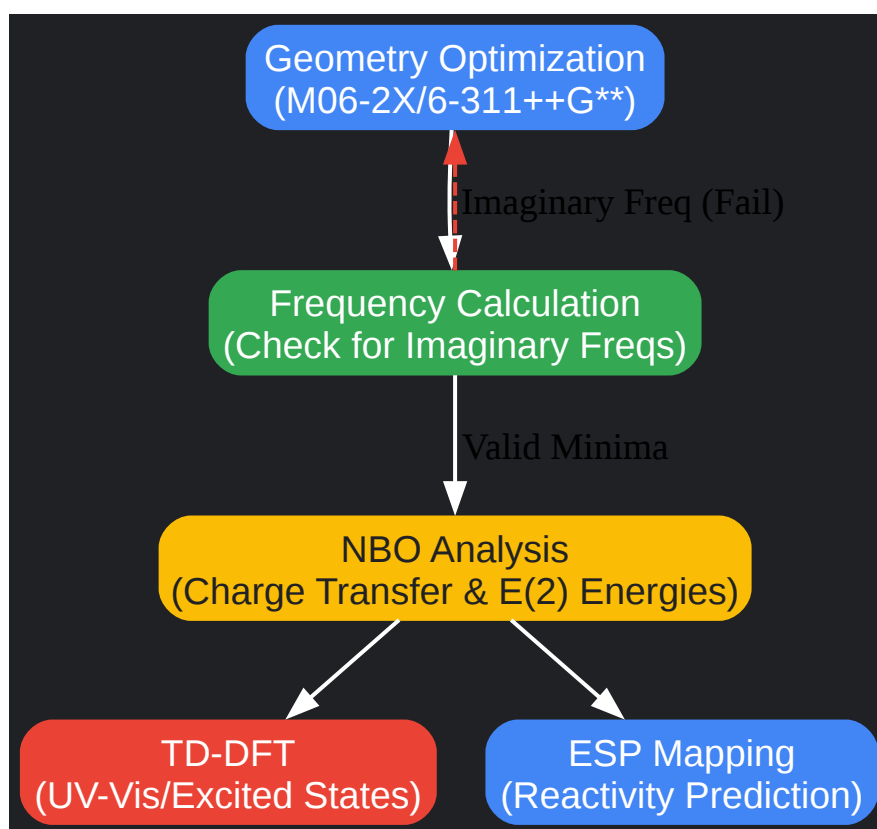 Geometry Optimization
(M06-2X/6-311++G**)
Imaginary Freq (Fail)
Frequency Calculation
(Check for Imaginary Freqs)
Valid Minima
NBO Analysis
(Charge Transfer & E(2) Energies)
TD-DFT
(UV-Vis/Excited States)
ESP Mapping
(Reactivity Prediction)